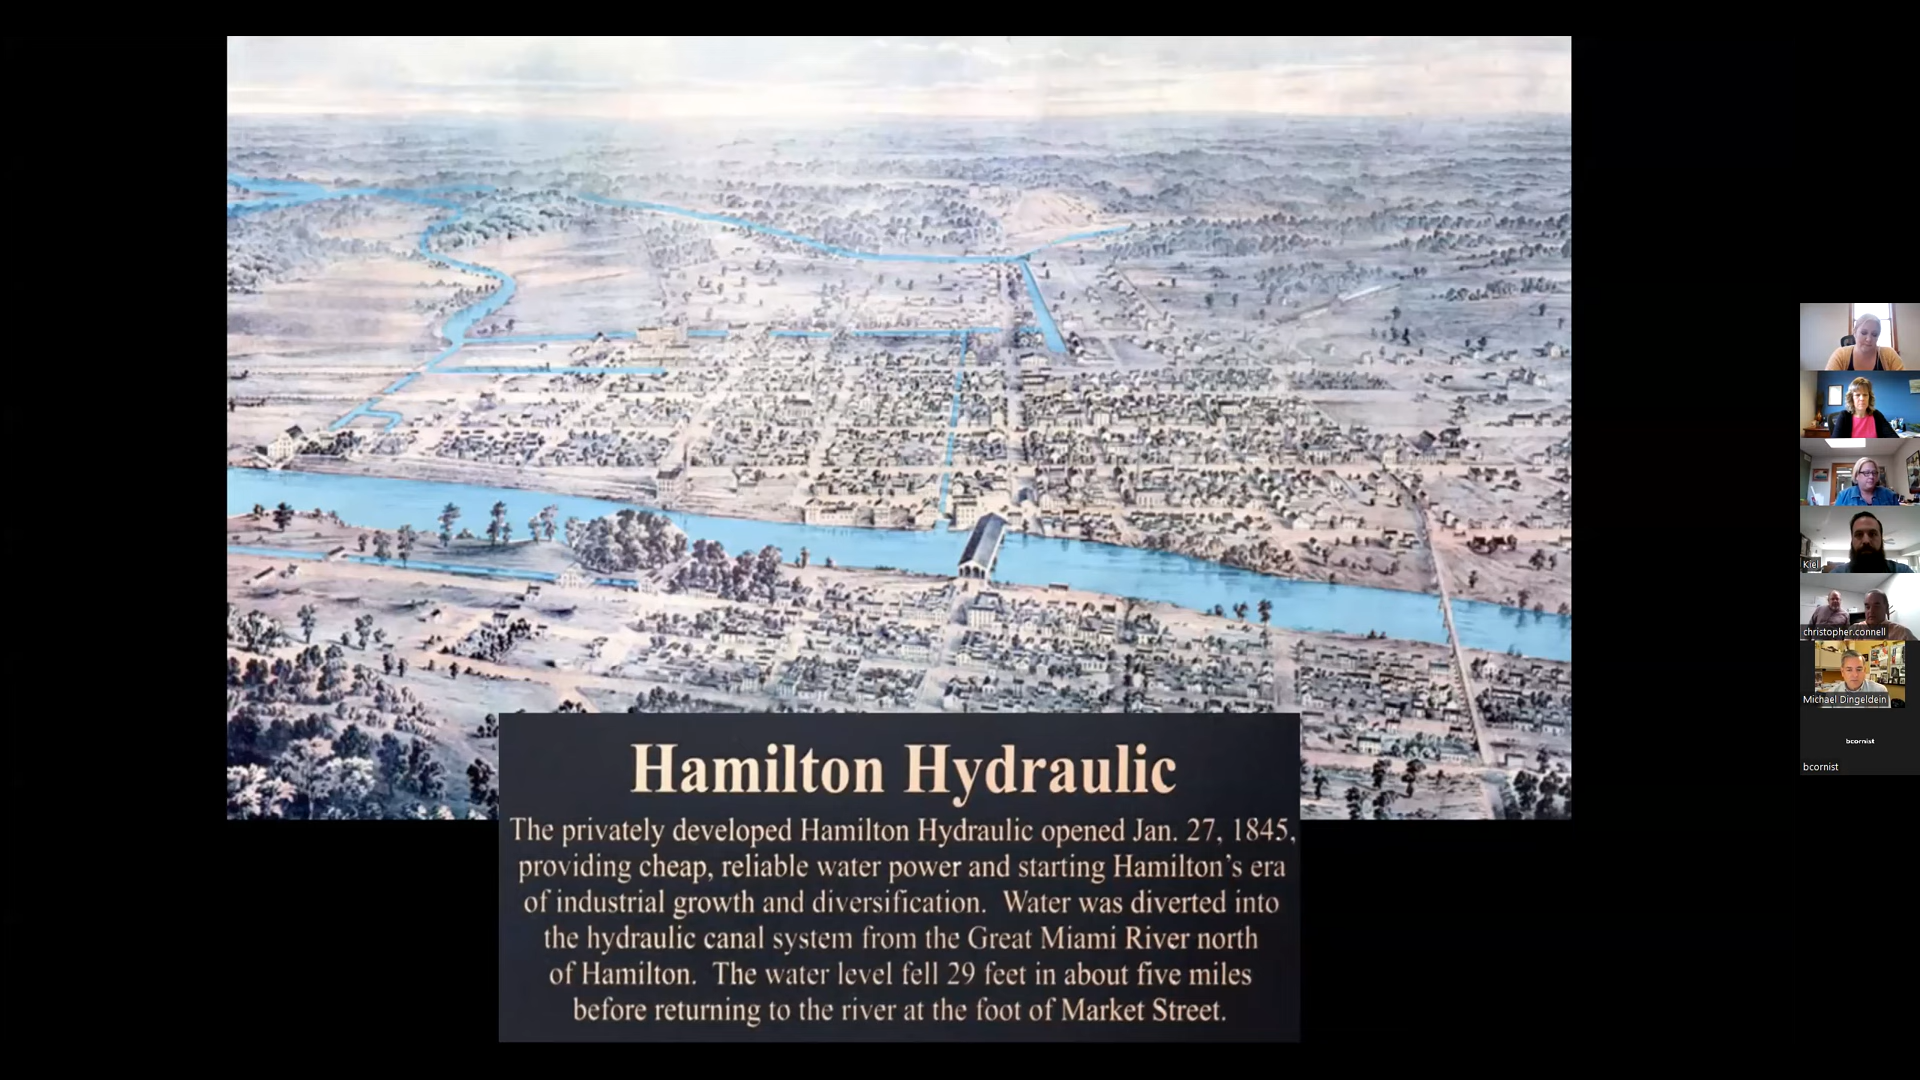 Hamilton Hydraulic
The privately developed Hamilton Hydraulic opened Jan. 27, 1845,
providing cheap, reliable water power and starting Hamilton’s era
of industrial growth and diversification.  Water was diverted into
the hydraulic canal system from the Great Miami River north
of Hamilton.  The water level fell 29 feet in about five miles
before returning to the river at the foot of Market Street.
Kiel
christopher.connell
Michael Dingeldein
bcornist
bcornist